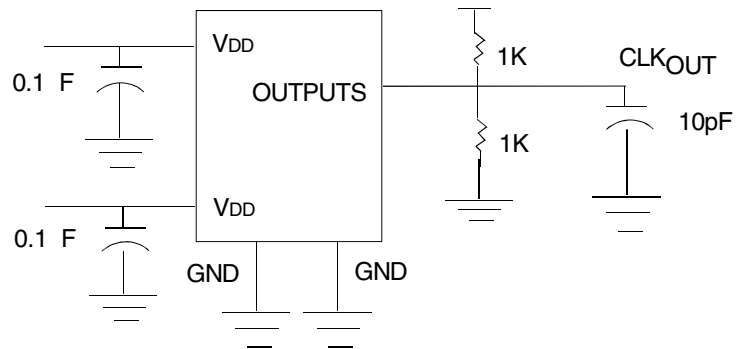 VDD
1K
CLKOUT
0.1 F
OUTPUTS
10pF
1K
VDD
0.1 F
GND
GND